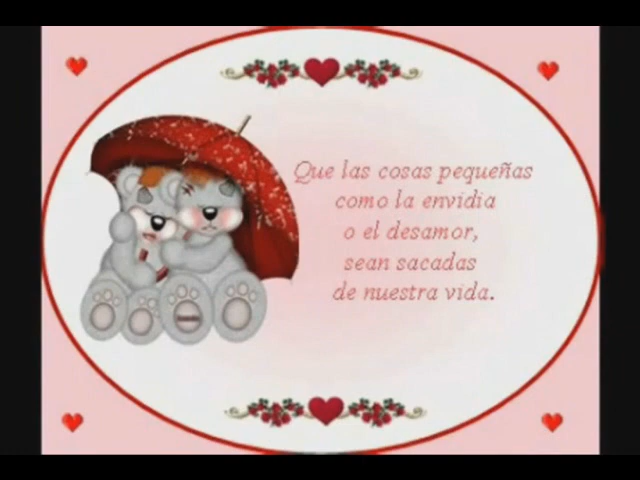 Que las cosas pequeñas
como la envidia
o el desamor,
sean sacadas
de nuestra vida.